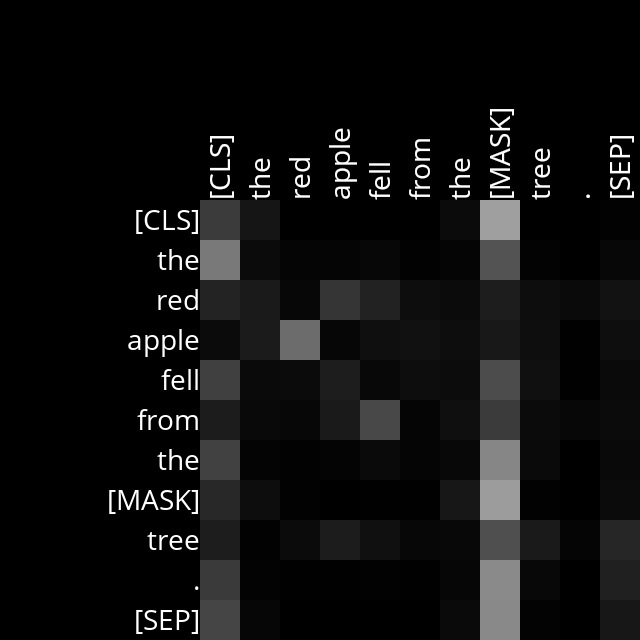 [CLS] the red apple fell from the [MASK] tree . [SEP]
[CLS]
the
red
apple
fell
from
the
[MASK]
tree
.
[SEP]